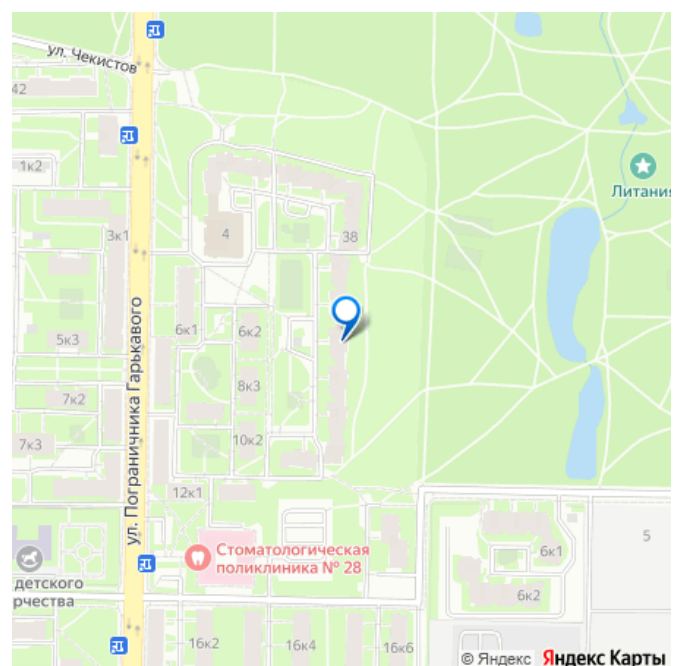 ул. Чекистов
42
1к2
3к1
4
38
Литания
ул. Пограничника Гарькавого
6к1
6к2
5к3
8к3
7к2
10к2
7к3
12к1
Стоматологическая
поликлиника № 28
детского
рчества
6к1
5
6к2
16к2
16к4
16к6
© Яндекс Яндекс Карты